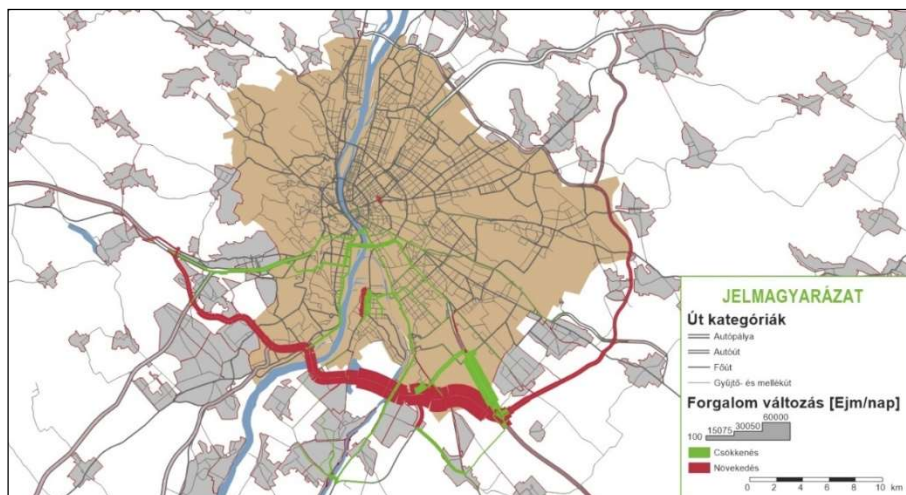 JELMAGYARÁZAT
Út kategóriák
Autópálya
Autóút
Főút
Gyűjtő- és mellékút
Forgalom változás [Ejm/nap]
60000
30050
15075
100
Csökkenés
Növekedés
0 2 4 6 8 10 km